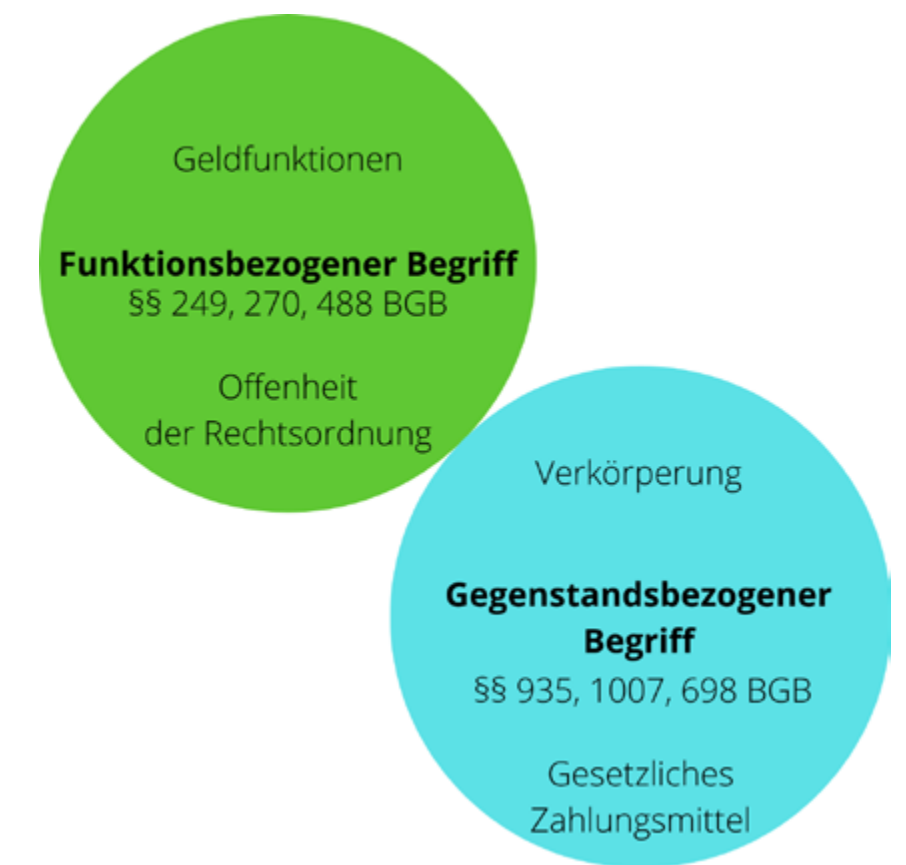 Geldfunktionen
Funktionsbezogener Begriff
§§ 249, 270, 488 BGB
Offenheit
der Rechtsordnung
Verkörperung
Gegenstandsbezogener
Begriff
§§ 935, 1007, 698 BGB
Gesetzliches
Zahlungsmittel